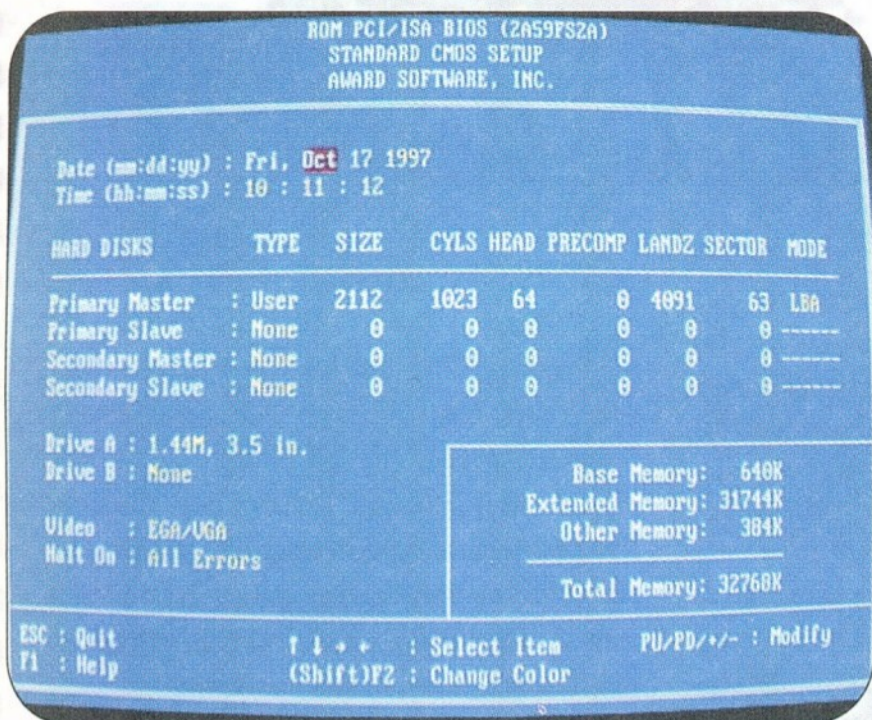 ROM PCI/ISA BIOS (2A59FS2A)
STANDARD CMOS SETUP
AWARD SOFTWARE, INC.
Date (mm:dd:yy) : Fri, Oct 17 1997
Time (hh:mm:ss) : 10 : 11 : 12
HARD DISKS TYPE SIZE CYLS HEAD PRECOMP LANDZ SECTOR MODE
Primary Master : User 2112 1023 64 0 4091 63 LBA
Primary Slave : None 0 0 0 0 0 0 ------
Secondary Master : None 0 0 0 0 0 0 ------
Secondary Slave : None 0 0 0 0 0 0 ------
Drive A : 1.44M, 3.5 in.
Drive B : None
Video : EGA/VGA
Halt On : All Errors
Base Memory: 640K
Extended Memory: 31744K
Other Memory: 384K
Total Memory: 32768K
ESC : Quit ↑ ↓ → ← : Select Item PU/PD/+/- : Modify
F1 : Help (Shift)F2 : Change Color